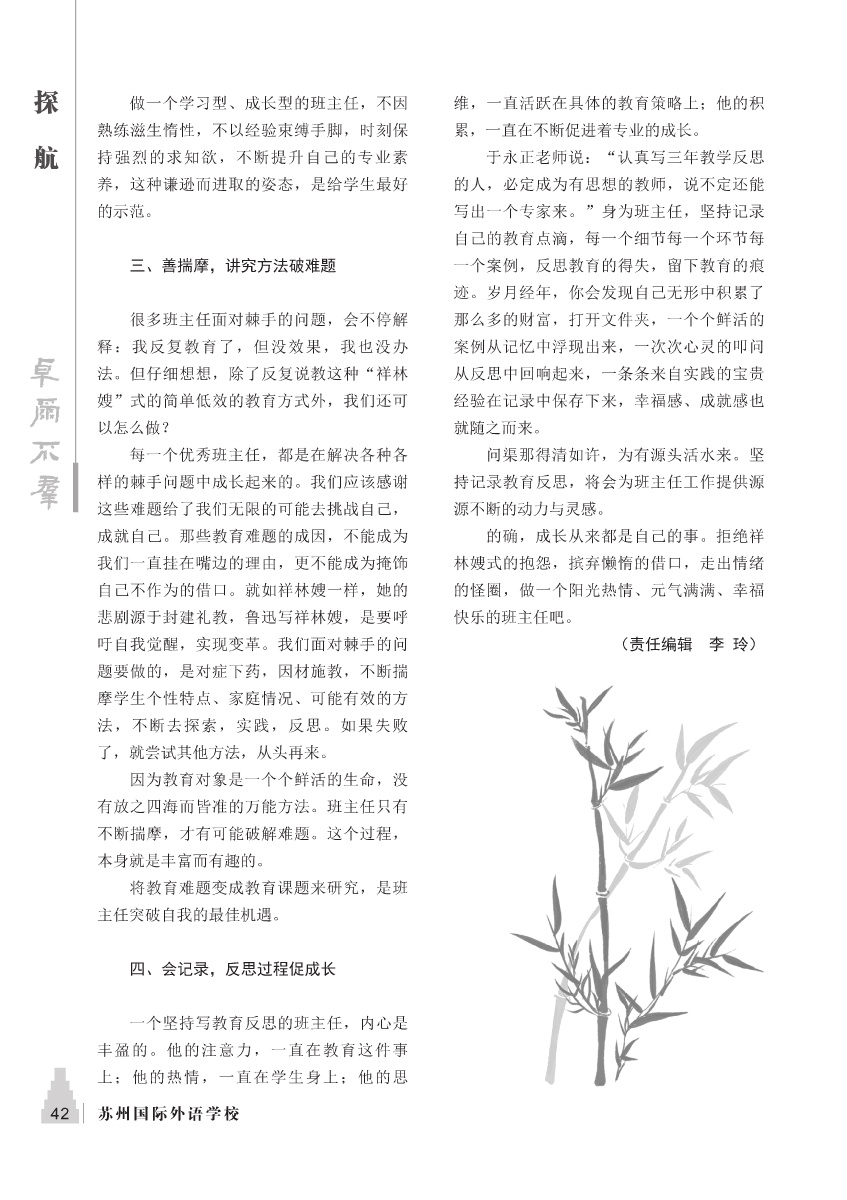 探
航
卓爾不羣
做一个学习型、成长型的班主任，不因
熟练滋生惰性，不以经验束缚手脚，时刻保
持强烈的求知欲，不断提升自己的专业素
养，这种谦逊而进取的姿态，是给学生最好
的示范。
三、善揣摩，讲究方法破难题
很多班主任面对棘手的问题，会不停解
释：我反复教育了，但没效果，我也没办
法。但仔细想想，除了反复说教这种“祥林
嫂”式的简单低效的教育方式外，我们还可
以怎么做？
每一个优秀班主任，都是在解决各种各
样的棘手问题中成长起来的。我们应该感谢
这些难题给了我们无限的可能去挑战自己，
成就自己。那些教育难题的成因，不能成为
我们一直挂在嘴边的理由，更不能成为掩饰
自己不作为的借口。就如祥林嫂一样，她的
悲剧源于封建礼教，鲁迅写祥林嫂，是要呼
吁自我觉醒，实现变革。我们面对棘手的问
题要做的，是对症下药，因材施教，不断揣
摩学生个性特点、家庭情况、可能有效的方
法，不断去探索，实践，反思。如果失败
了，就尝试其他方法，从头再来。
因为教育对象是一个个鲜活的生命，没
有放之四海而皆准的万能方法。班主任只有
不断揣摩，才有可能破解难题。这个过程，
本身就是丰富而有趣的。
将教育难题变成教育课题来研究，是班
主任突破自我的最佳机遇。
四、会记录，反思过程促成长
一个坚持写教育反思的班主任，内心是
丰盈的。他的注意力，一直在教育这件事
上；他的热情，一直在学生身上；他的思
维，一直活跃在具体的教育策略上；他的积
累，一直在不断促进着专业的成长。
于永正老师说：“认真写三年教学反思
的人，必定成为有思想的教师，说不定还能
写出一个专家来。”身为班主任，坚持记录
自己的教育点滴，每一个细节每一个环节每
一个案例，反思教育的得失，留下教育的痕
迹。岁月经年，你会发现自己无形中积累了
那么多的财富，打开文件夹，一个个鲜活的
案例从记忆中浮现出来，一次次心灵的叩问
从反思中回响起来，一条条来自实践的宝贵
经验在记录中保存下来，幸福感、成就感也
就随之而来。
问渠那得清如许，为有源头活水来。坚
持记录教育反思，将会为班主任工作提供源
源不断的动力与灵感。
的确，成长从来都是自己的事。拒绝祥
林嫂式的抱怨，摈弃懒惰的借口，走出情绪
的怪圈，做一个阳光热情、元气满满、幸福
快乐的班主任吧。
（责任编辑　李 玲）
42
苏州国际外语学校